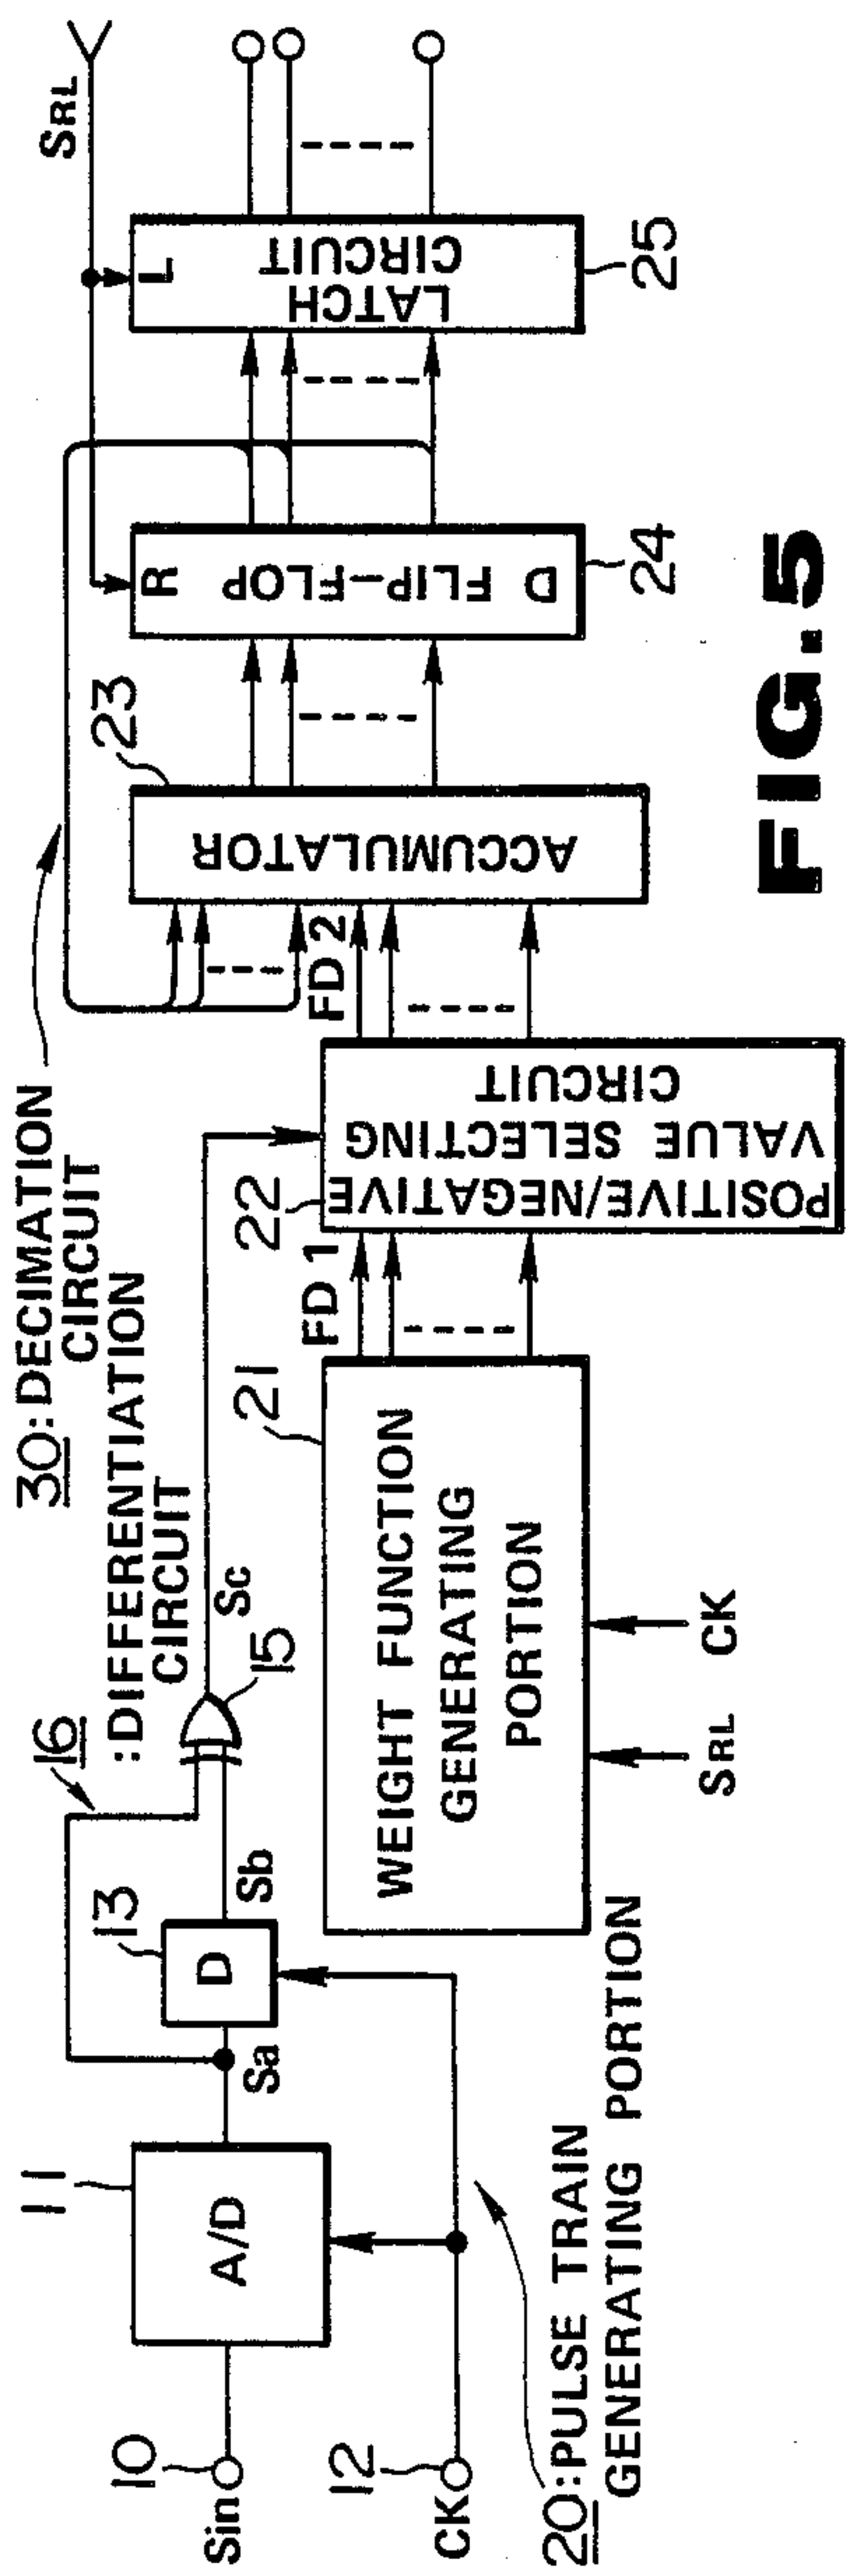 30:DECIMATION
CIRCUIT
:DIFFERENTIATION
CIRCUIT
16
SRL
11
13
15
Sc
23
A/D
D
Sa
Sb
10
Sin
12
CK
20:PULSE TRAIN
GENERATING PORTION
21
WEIGHT FUNCTION
GENERATING
PORTION
SRL
CK
FD 1
22
POSITIVE/NEGATIVE
VALUE SELECTING
CIRCUIT
FD 2
ACCUMULATOR
R
D FLIP-FLOP
24
L
LATCH
CIRCUIT
25
FIG.5